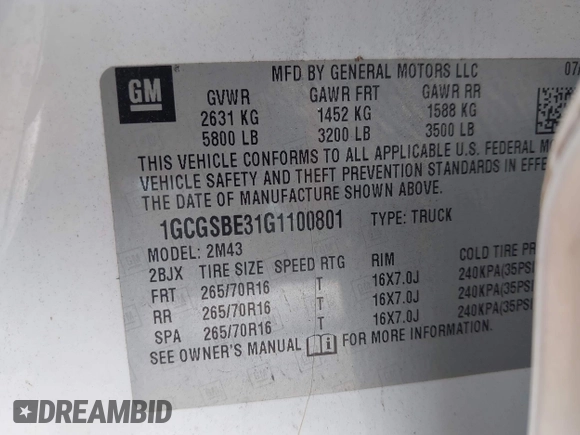 MFD BY GENERAL MOTORS LLC 07/
GM
GVWR GAWR FRT GAWR RR
2631 KG 1452 KG 1588 KG
5800 LB 3200 LB 3500 LB
THIS VEHICLE CONFORMS TO ALL APPLICABLE U.S. FEDERAL
VEHICLE SAFETY AND THEFT PREVENTION STANDARDS IN EFFECT
THE DATE OF MANUFACTURE SHOWN ABOVE.
1GCGSBE31G1100801 TYPE: TRUCK
MODEL: 2M43
2BJX TIRE SIZE SPEED RTG RIM COLD TIRE
FRT 265/70R16 T 16X7.0J 240KPA(35PSI
RR 265/70R16 T 16X7.0J 240KPA(35PSI
SPA 265/70R16 T 16X7.0J 240KPA(35PSI
SEE OWNER'S MANUAL FOR MORE INFORMATION.
DREAMBID